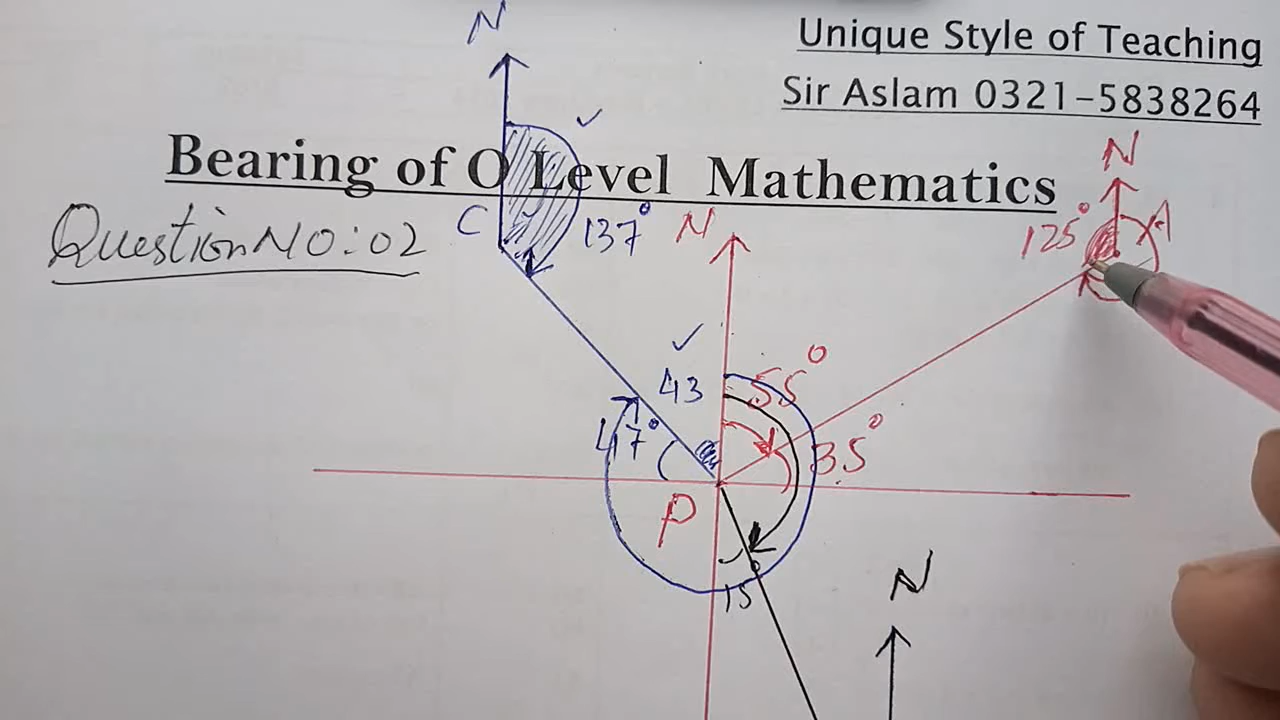 N
Unique Style of Teaching
Sir Aslam 0321-5838264
Bearing of O Level Mathematics
N
Question NO: 02
C
137°
N
125°
A
43
55°
47°
35°
P
15°
N